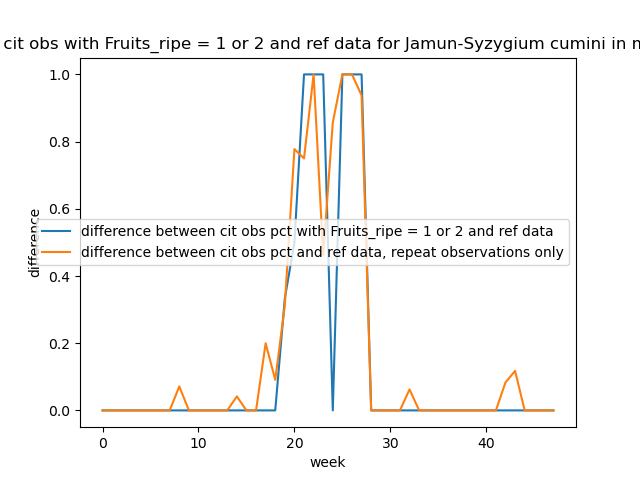 cit obs with Fruits_ripe = 1 or 2 and ref data for Jamun-Syzygium cumini in
1.0
0.8
0.6
0.4
0.2
0.0
difference
difference between cit obs pct with Fruits_ripe = 1 or 2 and ref data
difference between cit obs pct and ref data, repeat observations only
0 10 20 30 40
week